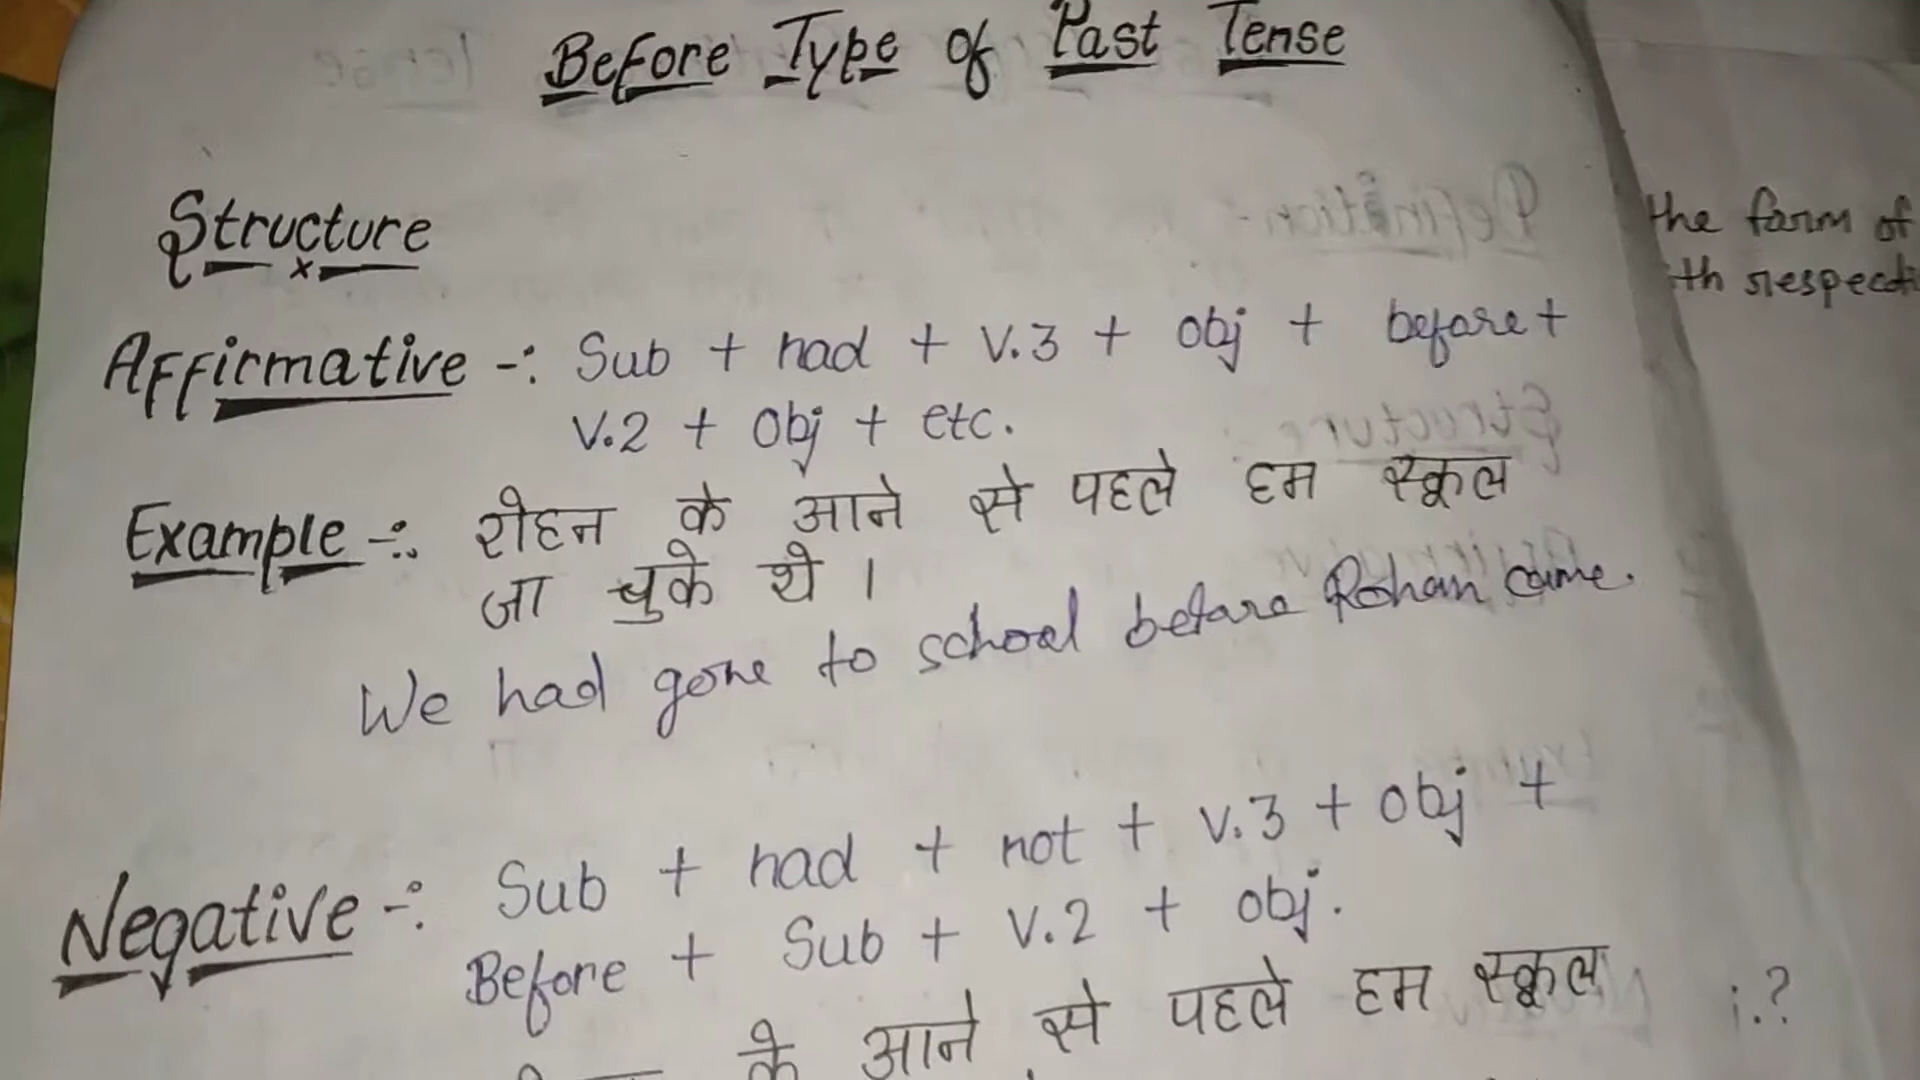 Before Type of Past Tense
Structure
Affirmative -: Sub + had + V.3 + obj + before +
V.2 + Obj + etc.
Example -: रोहन के आने से पहले हम स्कूल
जा चुके थे ।
We had gone to school before Rohan came.
Negative -: Sub + had + not + V.3 + obj +
Before + Sub + V.2 + obj.
के आने से पहले हम स्कूल
the form of
th respect